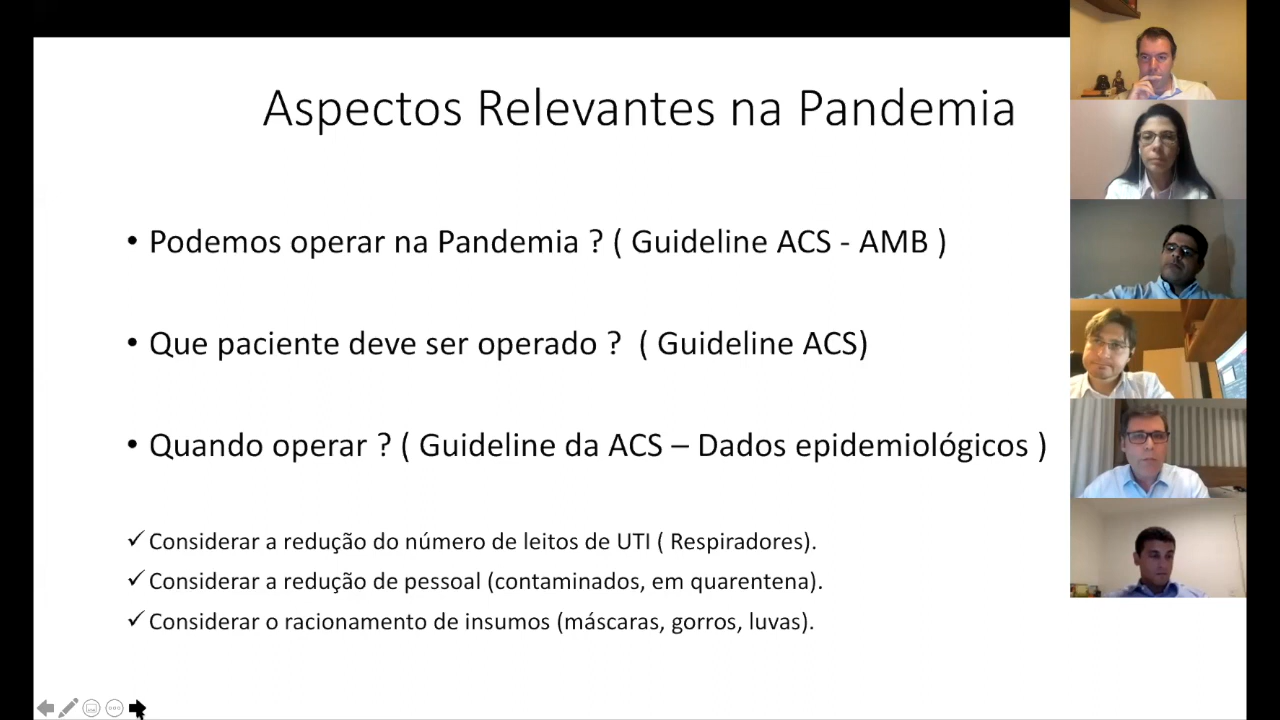 Aspectos Relevantes na Pandemia
• Podemos operar na Pandemia ? ( Guideline ACS - AMB )
• Que paciente deve ser operado ? ( Guideline ACS)
• Quando operar ? ( Guideline da ACS – Dados epidemiológicos )
✓ Considerar a redução do número de leitos de UTI ( Respiradores).
✓ Considerar a redução de pessoal (contaminados, em quarentena).
✓ Considerar o racionamento de insumos (máscaras, gorros, luvas).